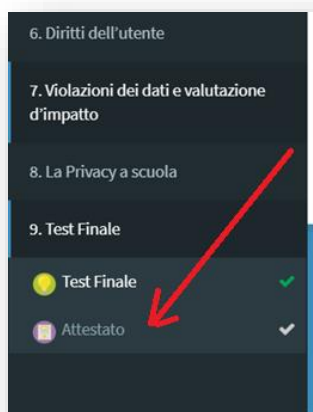 6. Diritti dell'utente
7. Violazioni dei dati e valutazione
d'impatto
8. La Privacy a scuola
9. Test Finale
Test Finale
Attestato